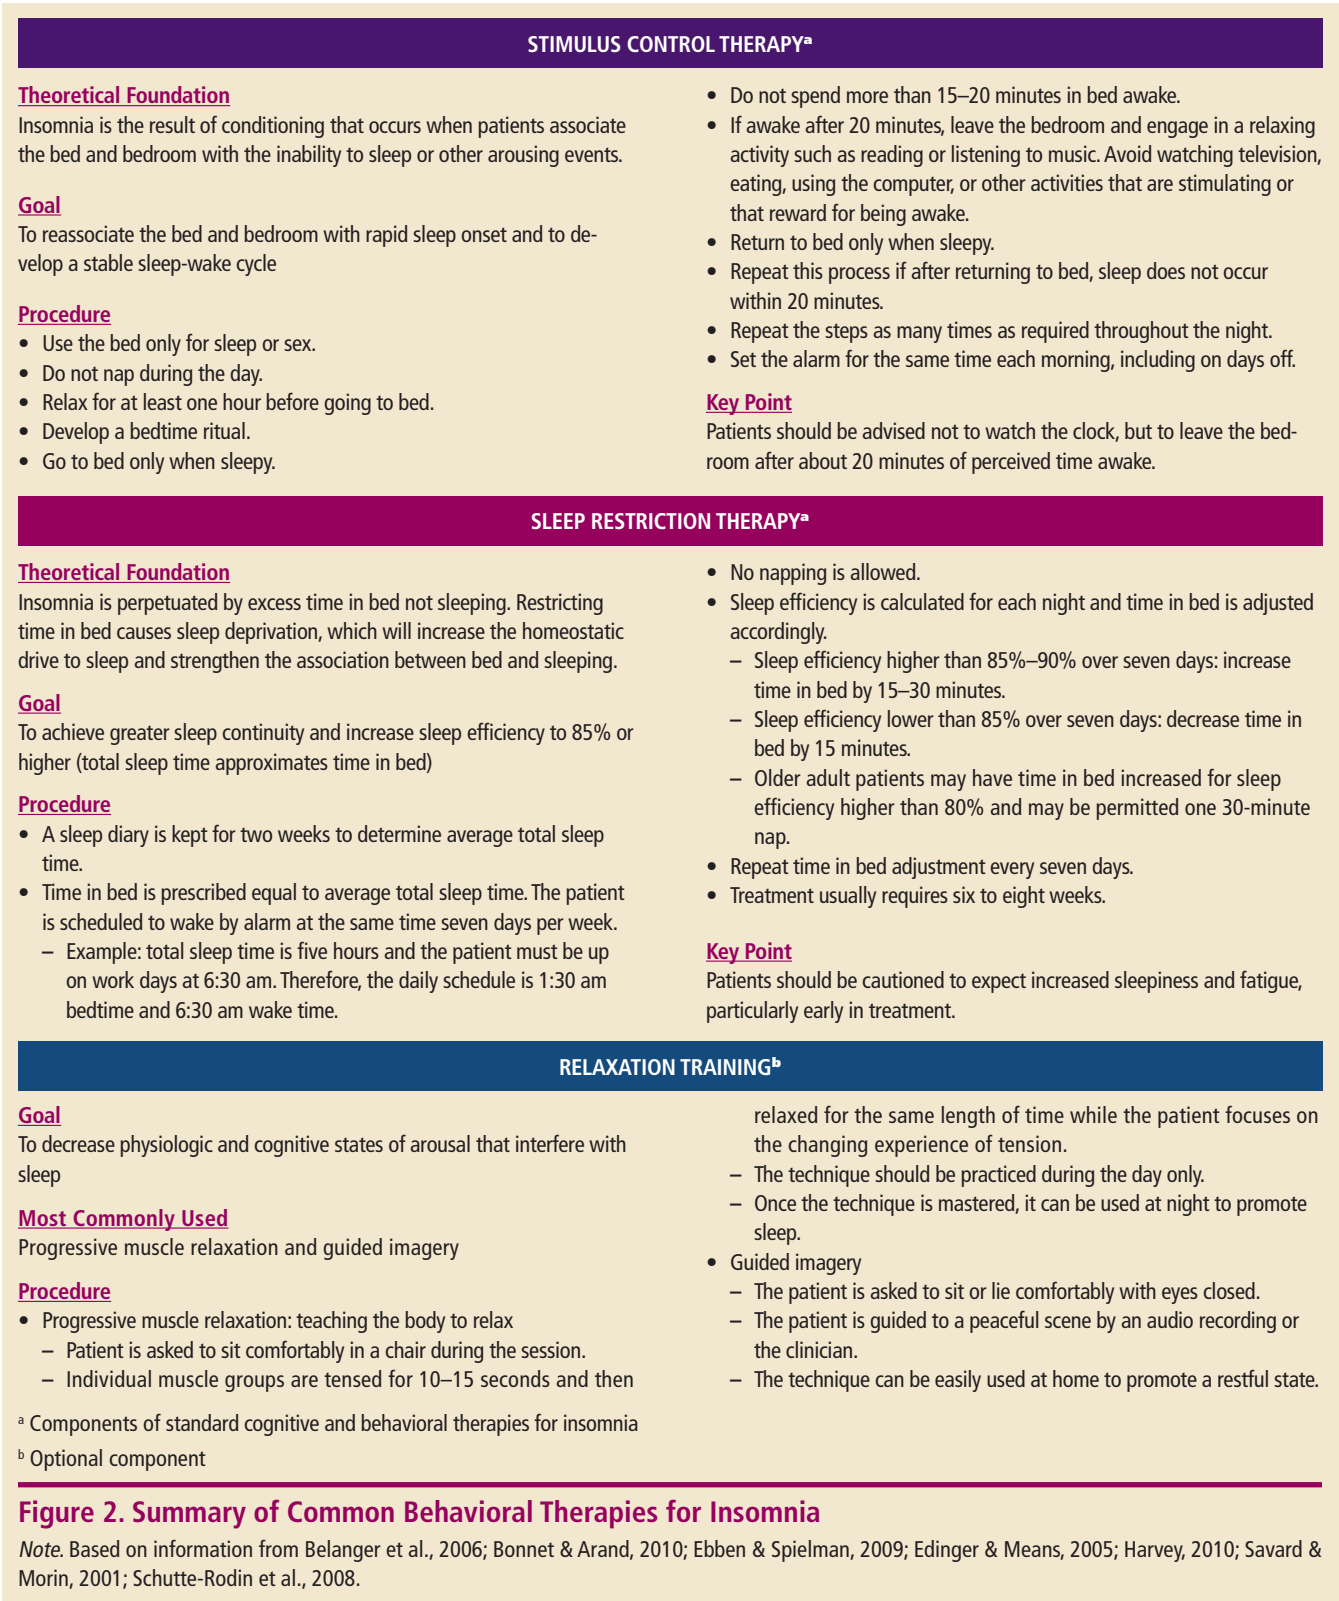 STIMULUS CONTROL THERAPYᵃ
Theoretical Foundation
Insomnia is the result of conditioning that occurs when patients associate
the bed and bedroom with the inability to sleep or other arousing events.
Goal
To reassociate the bed and bedroom with rapid sleep onset and to de-
velop a stable sleep-wake cycle
Procedure
• Use the bed only for sleep or sex.
• Do not nap during the day.
• Relax for at least one hour before going to bed.
• Develop a bedtime ritual.
• Go to bed only when sleepy.
• Do not spend more than 15–20 minutes in bed awake.
• If awake after 20 minutes, leave the bedroom and engage in a relaxing
activity such as reading or listening to music. Avoid watching television,
eating, using the computer, or other activities that are stimulating or
that reward for being awake.
• Return to bed only when sleepy.
• Repeat this process if after returning to bed, sleep does not occur
within 20 minutes.
• Repeat the steps as many times as required throughout the night.
• Set the alarm for the same time each morning, including on days off.
Key Point
Patients should be advised not to watch the clock, but to leave the bed-
room after about 20 minutes of perceived time awake.
SLEEP RESTRICTION THERAPYᵃ
Theoretical Foundation
Insomnia is perpetuated by excess time in bed not sleeping. Restricting
time in bed causes sleep deprivation, which will increase the homeostatic
drive to sleep and strengthen the association between bed and sleeping.
Goal
To achieve greater sleep continuity and increase sleep efficiency to 85% or
higher (total sleep time approximates time in bed)
Procedure
• A sleep diary is kept for two weeks to determine average total sleep
time.
• Time in bed is prescribed equal to average total sleep time. The patient
is scheduled to wake by alarm at the same time seven days per week.
– Example: total sleep time is five hours and the patient must be up
on work days at 6:30 am. Therefore, the daily schedule is 1:30 am
bedtime and 6:30 am wake time.
• No napping is allowed.
• Sleep efficiency is calculated for each night and time in bed is adjusted
accordingly.
– Sleep efficiency higher than 85%–90% over seven days: increase
time in bed by 15–30 minutes.
– Sleep efficiency lower than 85% over seven days: decrease time in
bed by 15 minutes.
– Older adult patients may have time in bed increased for sleep
efficiency higher than 80% and may be permitted one 30-minute
nap.
• Repeat time in bed adjustment every seven days.
• Treatment usually requires six to eight weeks.
Key Point
Patients should be cautioned to expect increased sleepiness and fatigue,
particularly early in treatment.
RELAXATION TRAININGᵇ
Goal
To decrease physiologic and cognitive states of arousal that interfere with
sleep
Most Commonly Used
Progressive muscle relaxation and guided imagery
Procedure
• Progressive muscle relaxation: teaching the body to relax
– Patient is asked to sit comfortably in a chair during the session.
– Individual muscle groups are tensed for 10–15 seconds and then
relaxed for the same length of time while the patient focuses on
the changing experience of tension.
– The technique should be practiced during the day only.
– Once the technique is mastered, it can be used at night to promote
sleep.
• Guided imagery
– The patient is asked to sit or lie comfortably with eyes closed.
– The patient is guided to a peaceful scene by an audio recording or
the clinician.
– The technique can be easily used at home to promote a restful state.
ᵃ Components of standard cognitive and behavioral therapies for insomnia
ᵇ Optional component
Figure 2. Summary of Common Behavioral Therapies for Insomnia
Note. Based on information from Belanger et al., 2006; Bonnet & Arand, 2010; Ebben & Spielman, 2009; Edinger & Means, 2005; Harvey, 2010; Savard &
Morin, 2001; Schutte-Rodin et al., 2008.